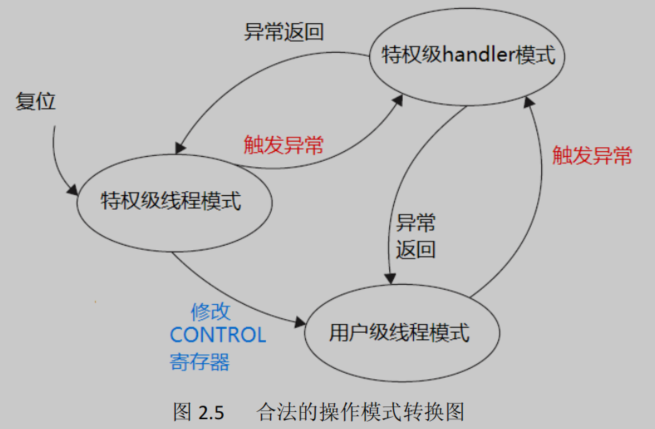 异常返回
特权级handler模式
复位
触发异常
触发异常
特权级线程模式
异常
返回
修改
CONTROL
寄存器
用户级线程模式
图 2.5 合法的操作模式转换图